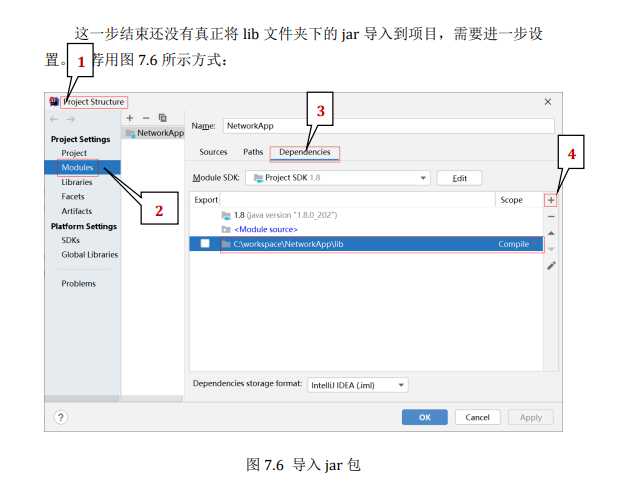 这一步结束还没有真正将 lib 文件夹下的 jar 导入到项目，需要进一步设
置。荐用图 7.6 所示方式：
1
Project Structure
3
NetworkApp
Name: NetworkApp
Project Settings
Project
Modules
Libraries
Facets
Artifacts
Platform Settings
SDKs
Global Libraries
Problems
2
Sources Paths Dependencies
4
Module SDK: Project SDK 1.8 Edit
Export Scope
1.8 (java version "1.8.0_202")
<Module source>
C:\workspace\NetworkApp\lib Compile
Dependencies storage format: IntelliJ IDEA (.iml)
? OK Cancel Apply
图 7.6 导入 jar 包